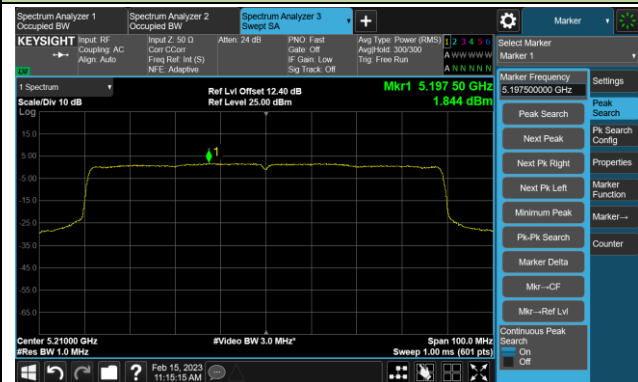 Spectrum Analyzer 1
Occupied BW
Spectrum Analyzer 2
Occupied BW
Spectrum Analyzer 3
Swept SA
Marker
KEYSIGHT
Input: RF
Coupling: AC
Align: Auto
Input Z: 50 Ω
Corr CCorr
Freq Ref: Int (S)
NFE: Adaptive
Atten: 24 dB
PNO: Fast
Gate: Off
IF Gain: Low
Sig Track: Off
Avg Type: Power (RMS)
Avg|Hold: 300/300
Trig: Free Run
1 2 3 4 5 6
A W W W W W
A N N N N N
LVI
Select Marker
Marker 1
1 Spectrum
Scale/Div 10 dB
Log
Ref Lvl Offset 12.40 dB
Ref Level 25.00 dBm
Mkr1 5.197 50 GHz
1.844 dBm
15.0
5.00
-5.00
-15.0
-25.0
-35.0
-45.0
-55.0
-65.0
1
Center 5.21000 GHz
#Res BW 1.0 MHz
#Video BW 3.0 MHz*
Span 100.0 MHz
Sweep 1.00 ms (601 pts)
Marker Frequency
5.197500000 GHz
Peak Search
Next Peak
Next Pk Right
Next Pk Left
Minimum Peak
Pk-Pk Search
Marker Delta
Mkr→CF
Mkr→Ref Lvl
Continuous Peak
Search
On
Off
Settings
Peak
Search
Pk Search
Config
Properties
Marker
Function
Marker→
Counter
?
Feb 15, 2023
11:15:15 AM